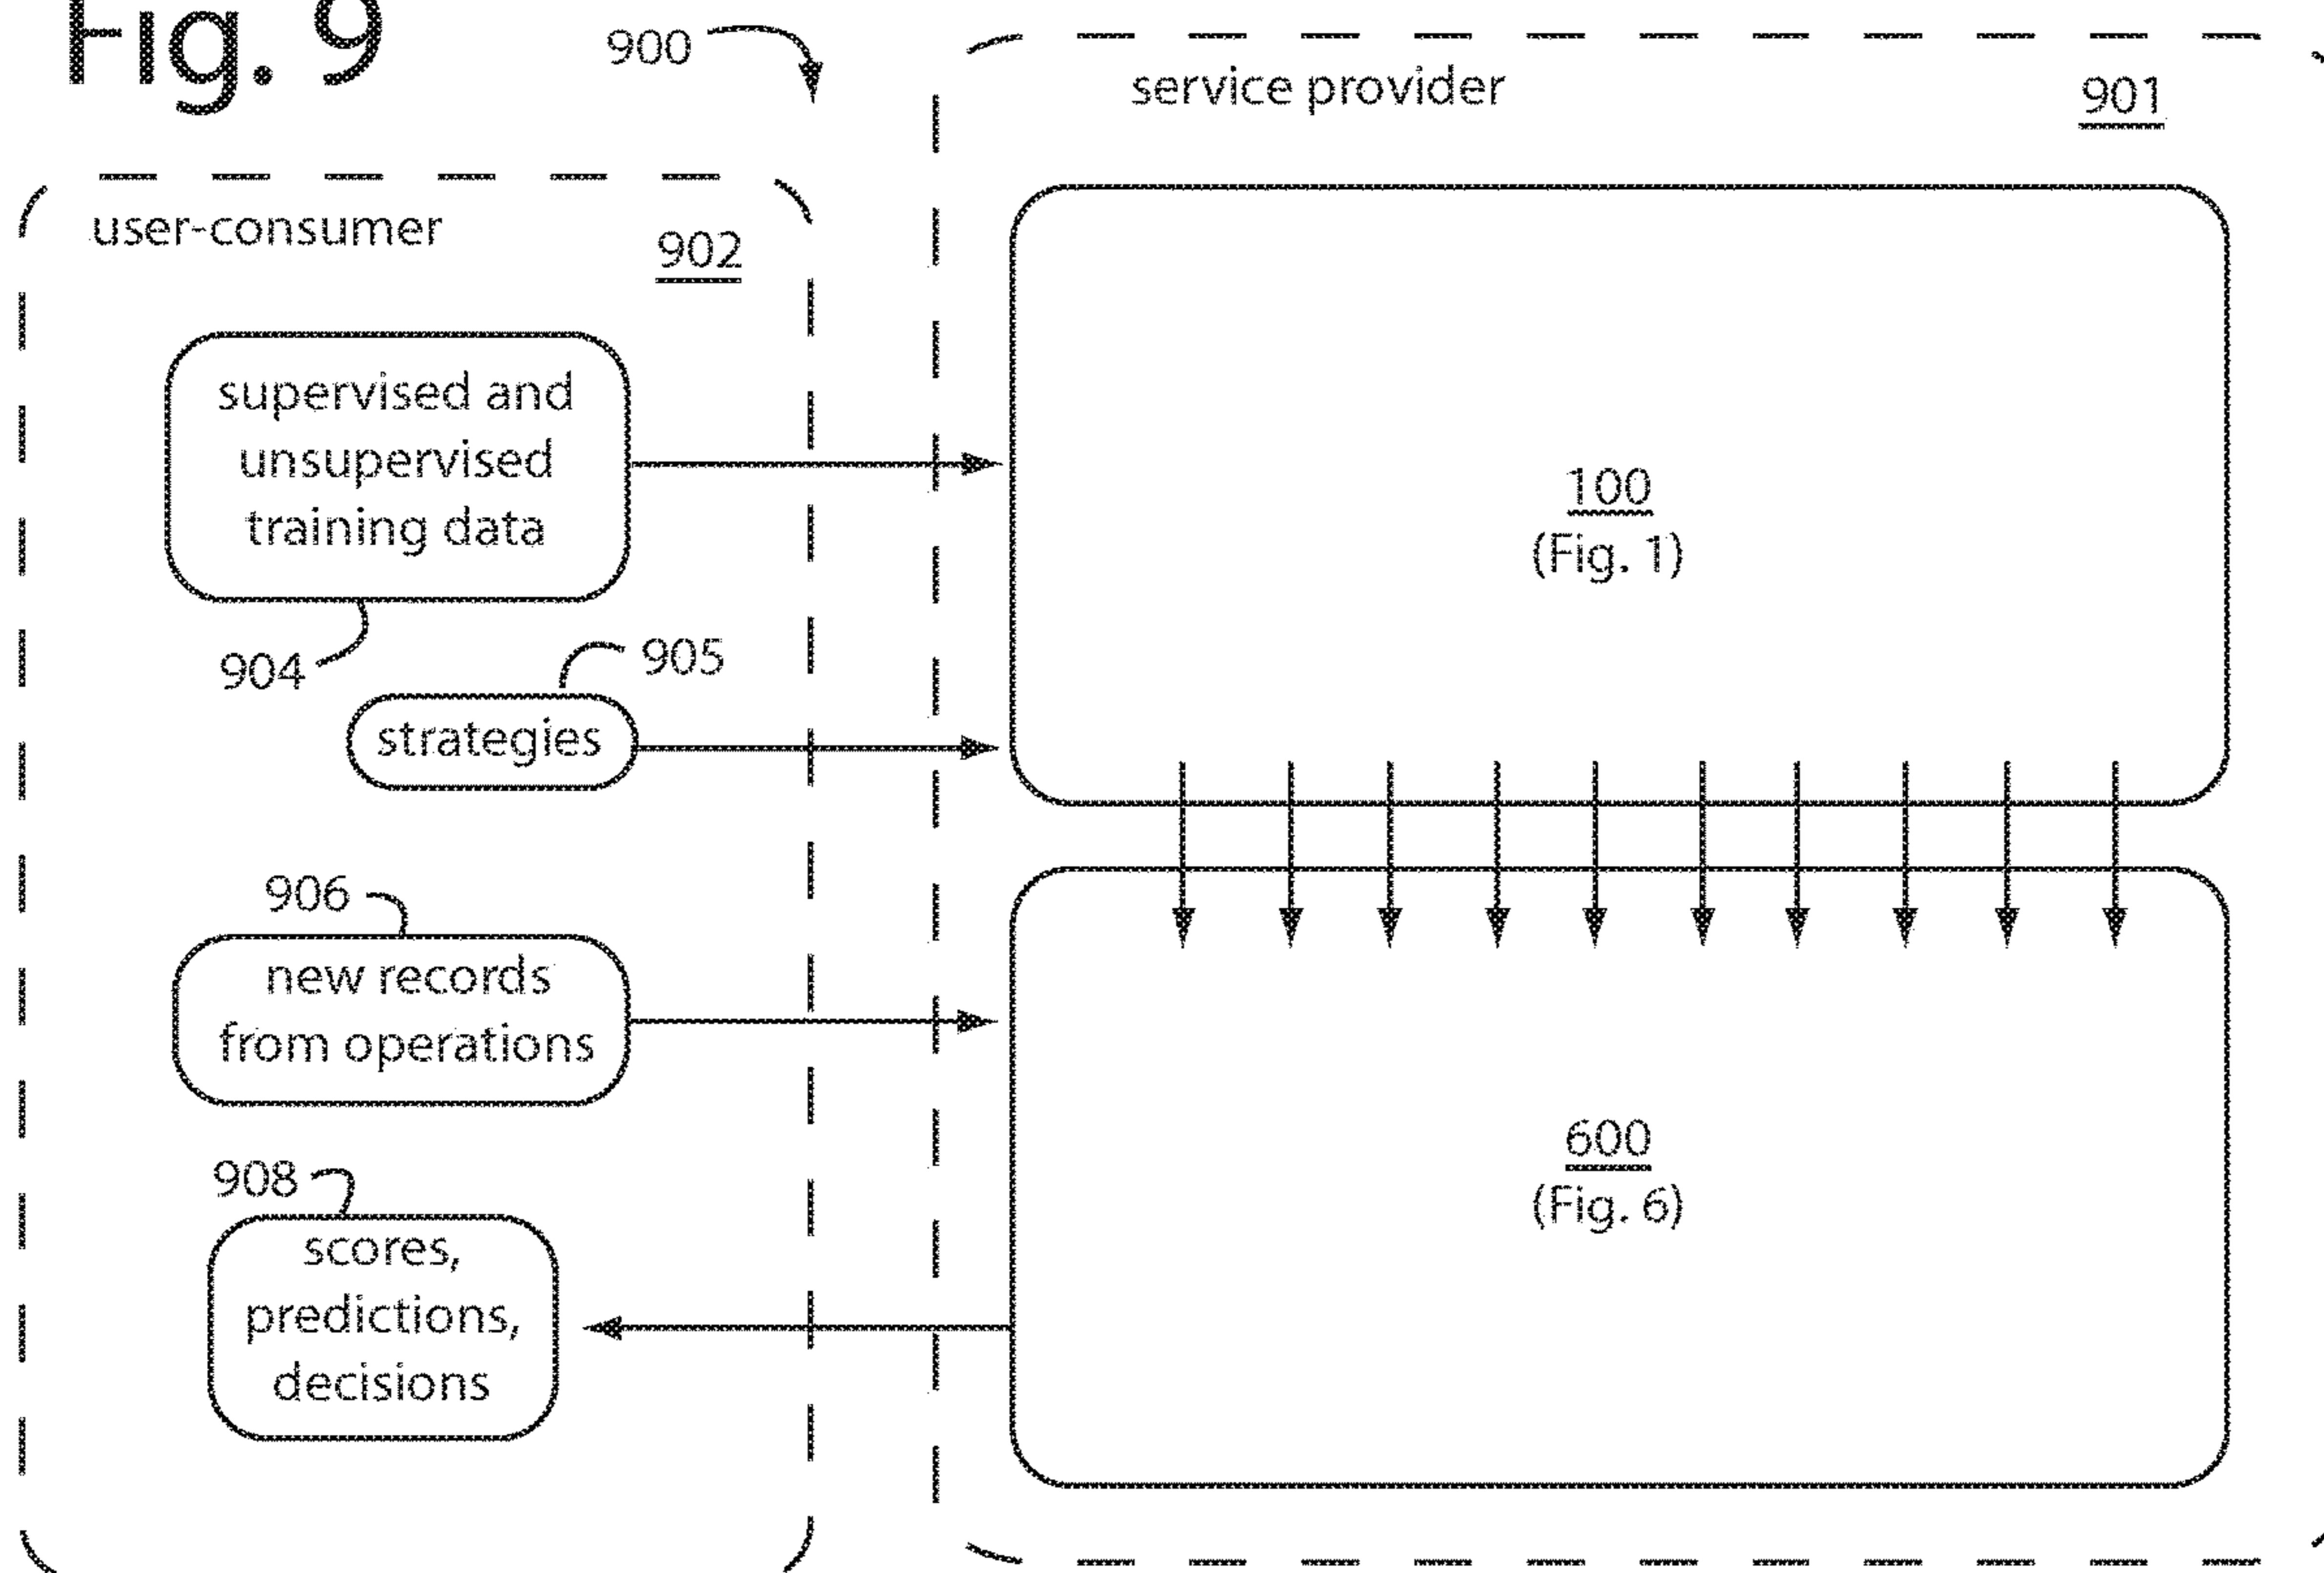 Fig. 9
900
service provider
901
user-consumer
902
supervised and
unsupervised
training data
904
905
strategies
906
new records
from operations
908
scores,
predictions,
decisions
100
(Fig. 1)
600
(Fig. 6)